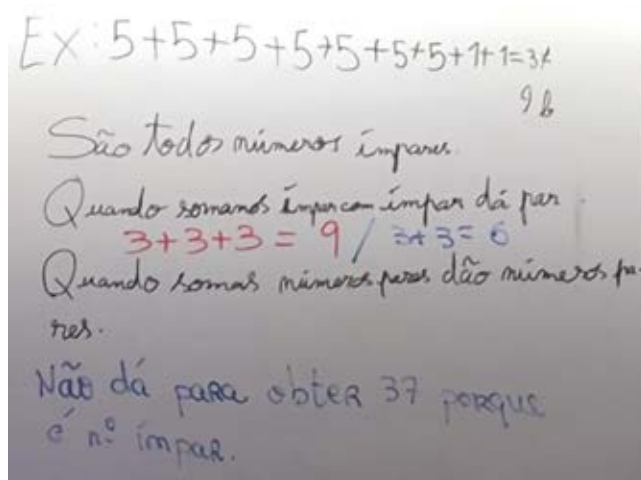 Ex: 5+5+5+5+5+5+5+1+1=37
São todos números ímpares.
Quando somamos ímpar com ímpar dá par.
3+3+3 = 9 / 3+3= 6
Quando somas números pares dão números pa-
res.
Não dá para obter 37 porque
é nº ímpar.